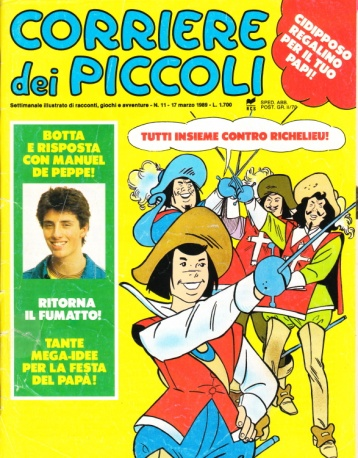 CORRIERE
dei PICCOLI
CIDIPPOSO
REGALINO
PER IL TUO
PAPI!
Settimanale illustrato di racconti, giochi e avventure - N. 11 - 17 marzo 1989 - L. 1.700
SPED. ABB.
POST. GR. II/70
BOTTA
E RISPOSTA
CON MANUEL
DE PEPPE!
TUTTI INSIEME CONTRO RICHELIEU!
RITORNA
IL FUMATTO!
TANTE
MEGA-IDEE
PER LA FESTA
DEL PAPÀ!